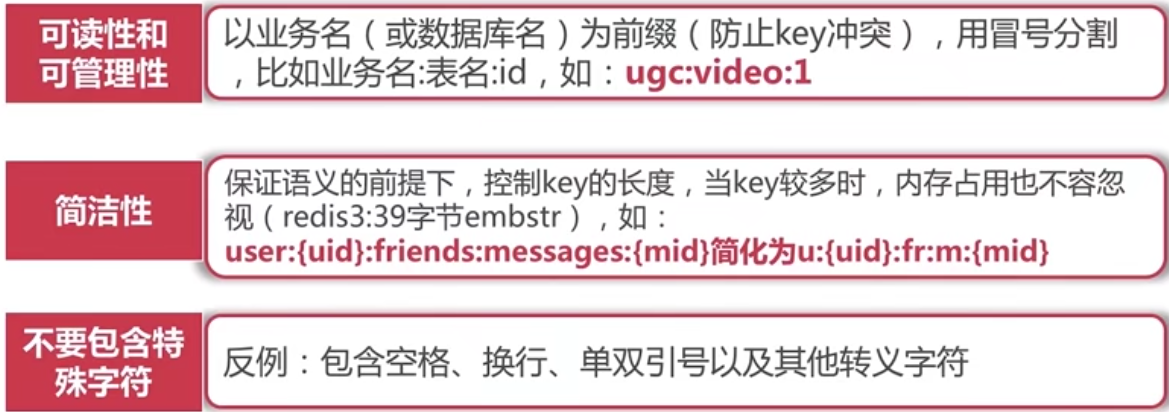 可读性和
可管理性
以业务名（或数据库名）为前缀（防止key冲突），用冒号分割
，比如业务名:表名:id，如：ugc:video:1
简洁性
保证语义的前提下，控制key的长度，当key较多时，内存占用也不容忽
视（redis3:39字节embstr），如：
user:{uid}:friends:messages:{mid}简化为u:{uid}:fr:m:{mid}
不要包含特
殊字符
反例：包含空格、换行、单双引号以及其他转义字符